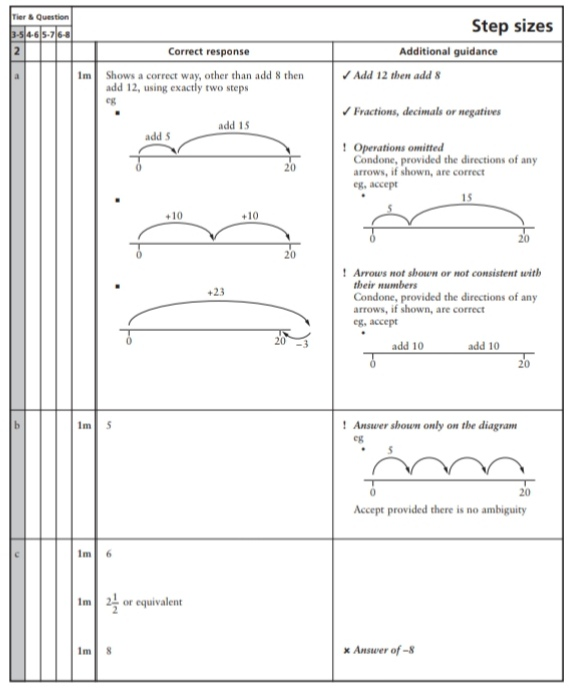 Tier & Question
3-5 4-6 5-7 6-8
Step sizes
2
Correct response
Additional guidance
a
1m
Shows a correct way, other than add 8 then
add 12, using exactly two steps
eg
▪
add 5
add 15
0
20
▪
+10
+10
0
20
▪
+23
0
20
−3
✓ Add 12 then add 8
✓ Fractions, decimals or negatives
! Operations omitted
Condone, provided the directions of any
arrows, if shown, are correct
eg, accept
•
5
15
0
20
! Arrows not shown or not consistent with
their numbers
Condone, provided the directions of any
arrows, if shown, are correct
eg, accept
•
add 10
add 10
0
20
b
1m
5
! Answer shown only on the diagram
eg
•
5
0
20
Accept provided there is no ambiguity
c
1m
6
1m
2 1/2 or equivalent
1m
8
× Answer of −8